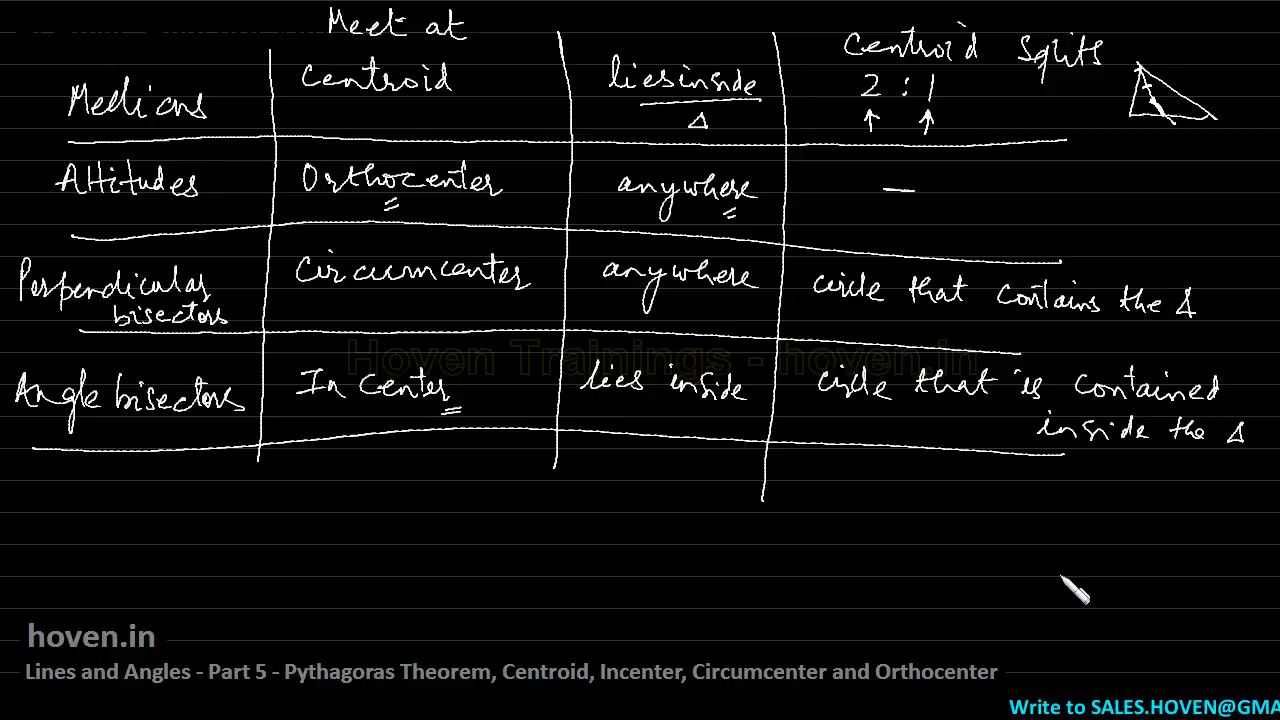 Meet at
Medians centroid lies inside Δ centroid splits 2 : 1
Altitudes Orthocenter anywhere —
Perpendicular bisectors Circumcenter anywhere circle that contains the Δ
Angle bisectors In center lies inside circle that is contained inside the Δ
Hoven Trainings - hoven.in
hoven.in
Lines and Angles - Part 5 - Pythagoras Theorem, Centroid, Incenter, Circumcenter and Orthocenter
Write to SALES.HOVEN@GMA